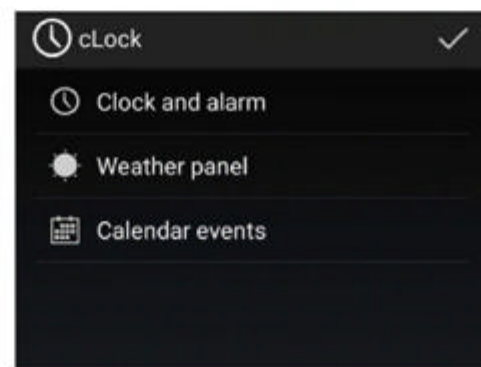 cLock
Clock and alarm
Weather panel
Calendar events